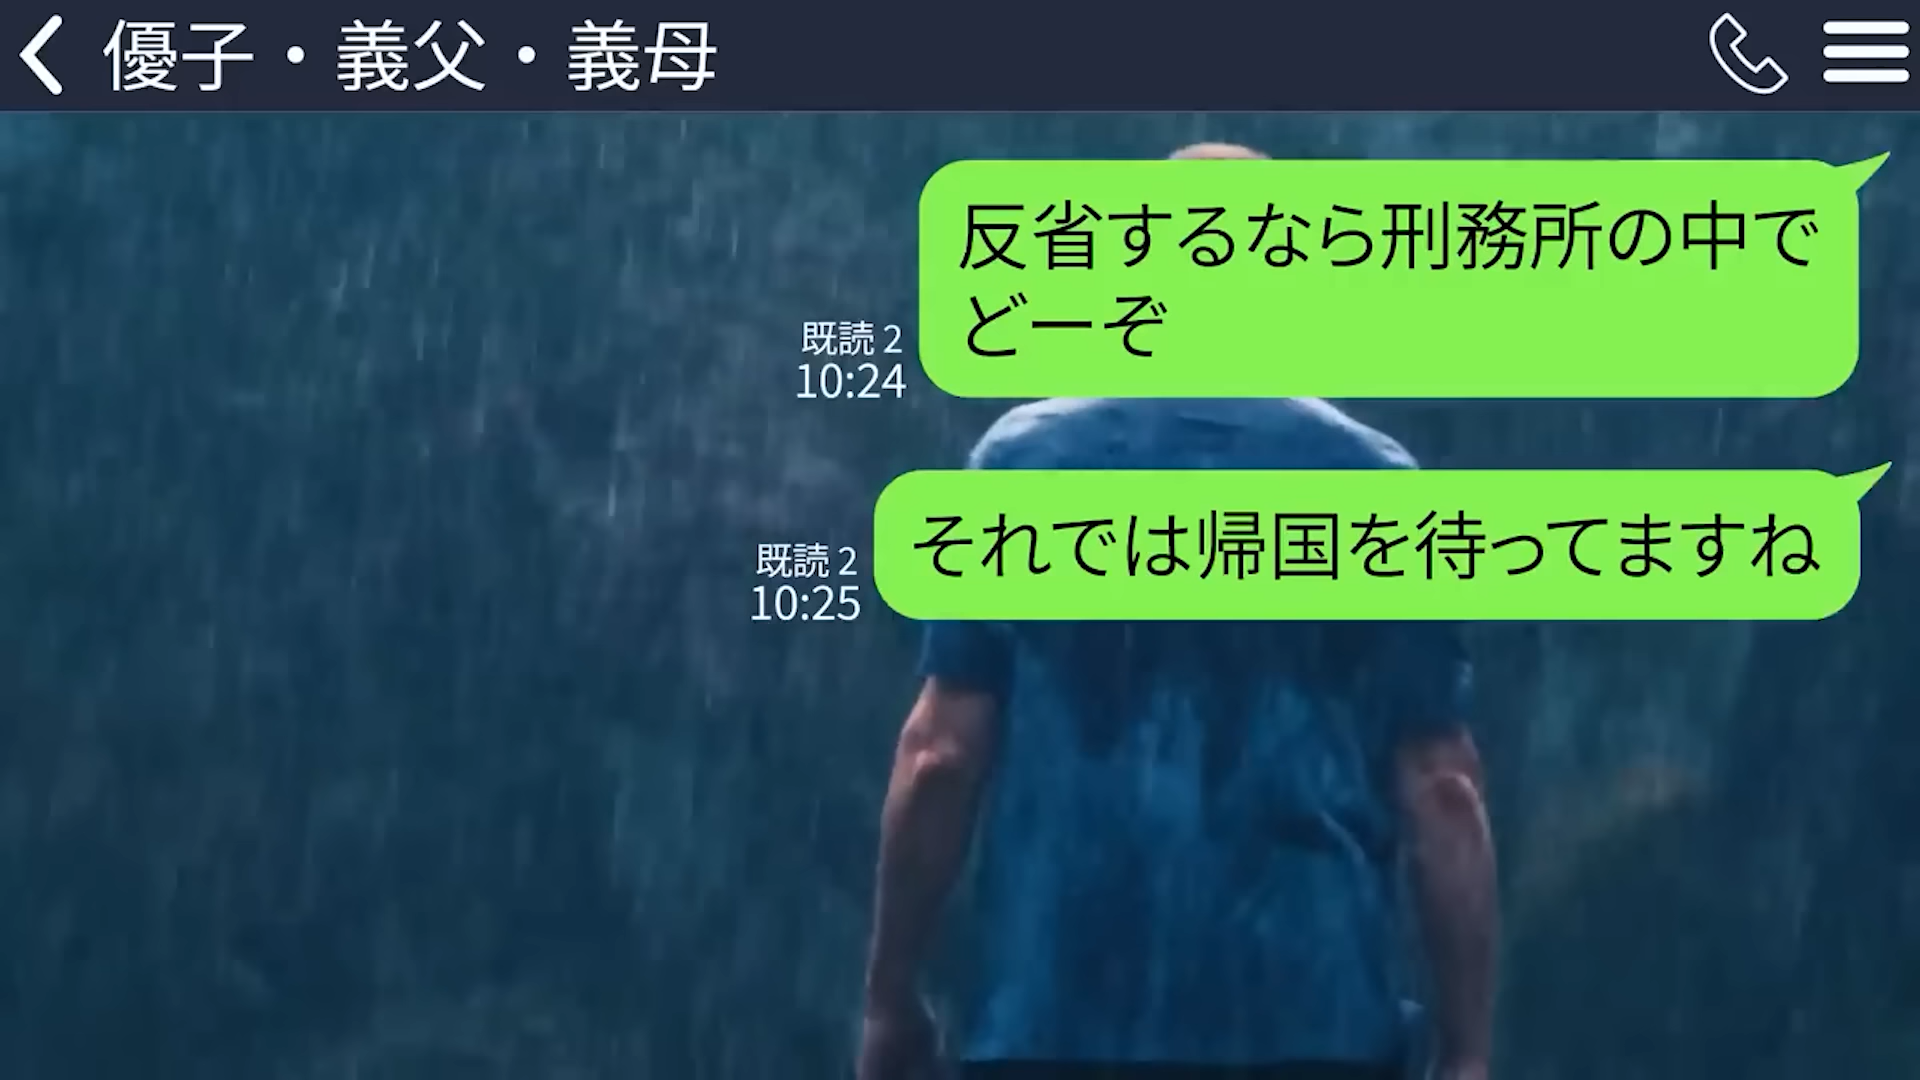 優子・義父・義母
反省するなら刑務所の中で
どーぞ
既読 2
10:24
それでは帰国を待ってますね
既読 2
10:25